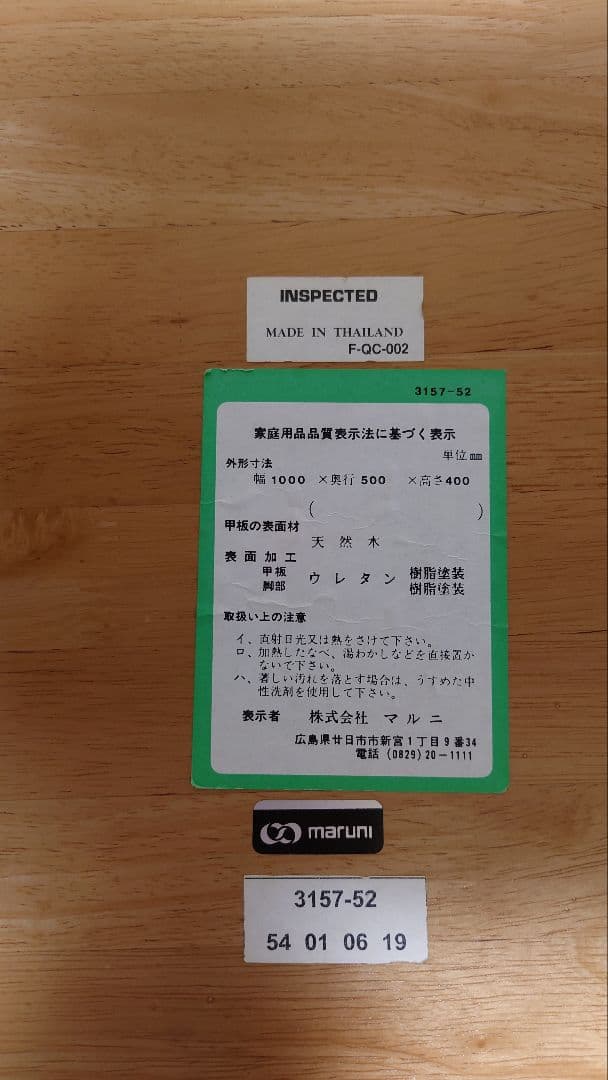 INSPECTED
MADE IN THAILAND
F-QC-002
3157-52
家庭用品品質表示法に基づく表示
単位㎜
外形寸法
幅1000 ×奥行500 ×高さ400
( )
甲板の表面材
天然木
表面加工
甲板 ウレタン 樹脂塗装
脚部 樹脂塗装
取扱い上の注意
イ、直射日光又は熱をさけて下さい。
ロ、加熱したなべ、湯わかしなどを直接置か
ないで下さい。
ハ、著しい汚れを落とす場合は、うすめた中
性洗剤を使用して下さい。
表示者 株式会社 マルニ
広島県廿日市市新宮1丁目9番34
電話(0829)20-1111
maruni
3157-52
54 01 06 19